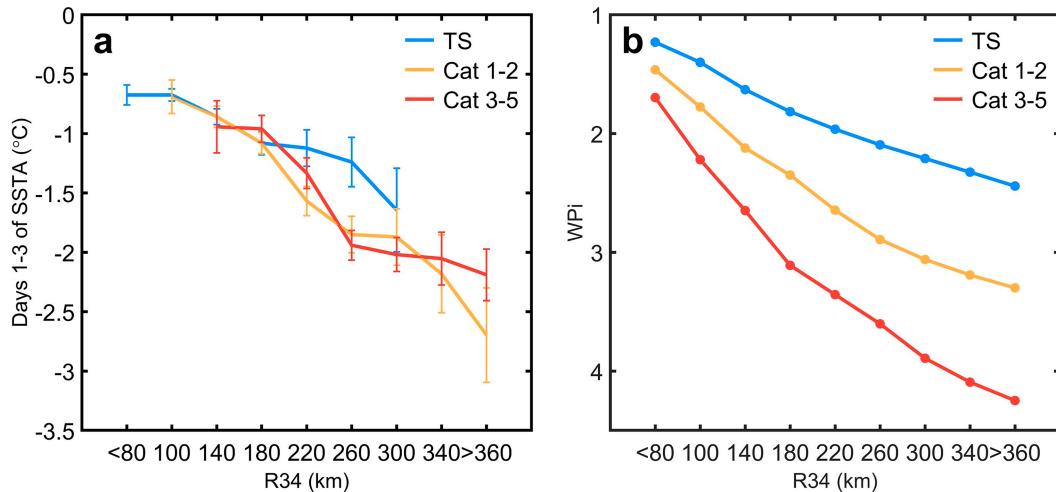 a
TS
Cat 1-2
Cat 3-5
0
-0.5
-1
-1.5
-2
-2.5
-3
-3.5
Days 1-3 of SSTA (°C)
<80 100 140 180 220 260 300 340>360
R34 (km)
b
TS
Cat 1-2
Cat 3-5
1
2
3
4
WPi
<80 100 140 180 220 260 300 340>360
R34 (km)